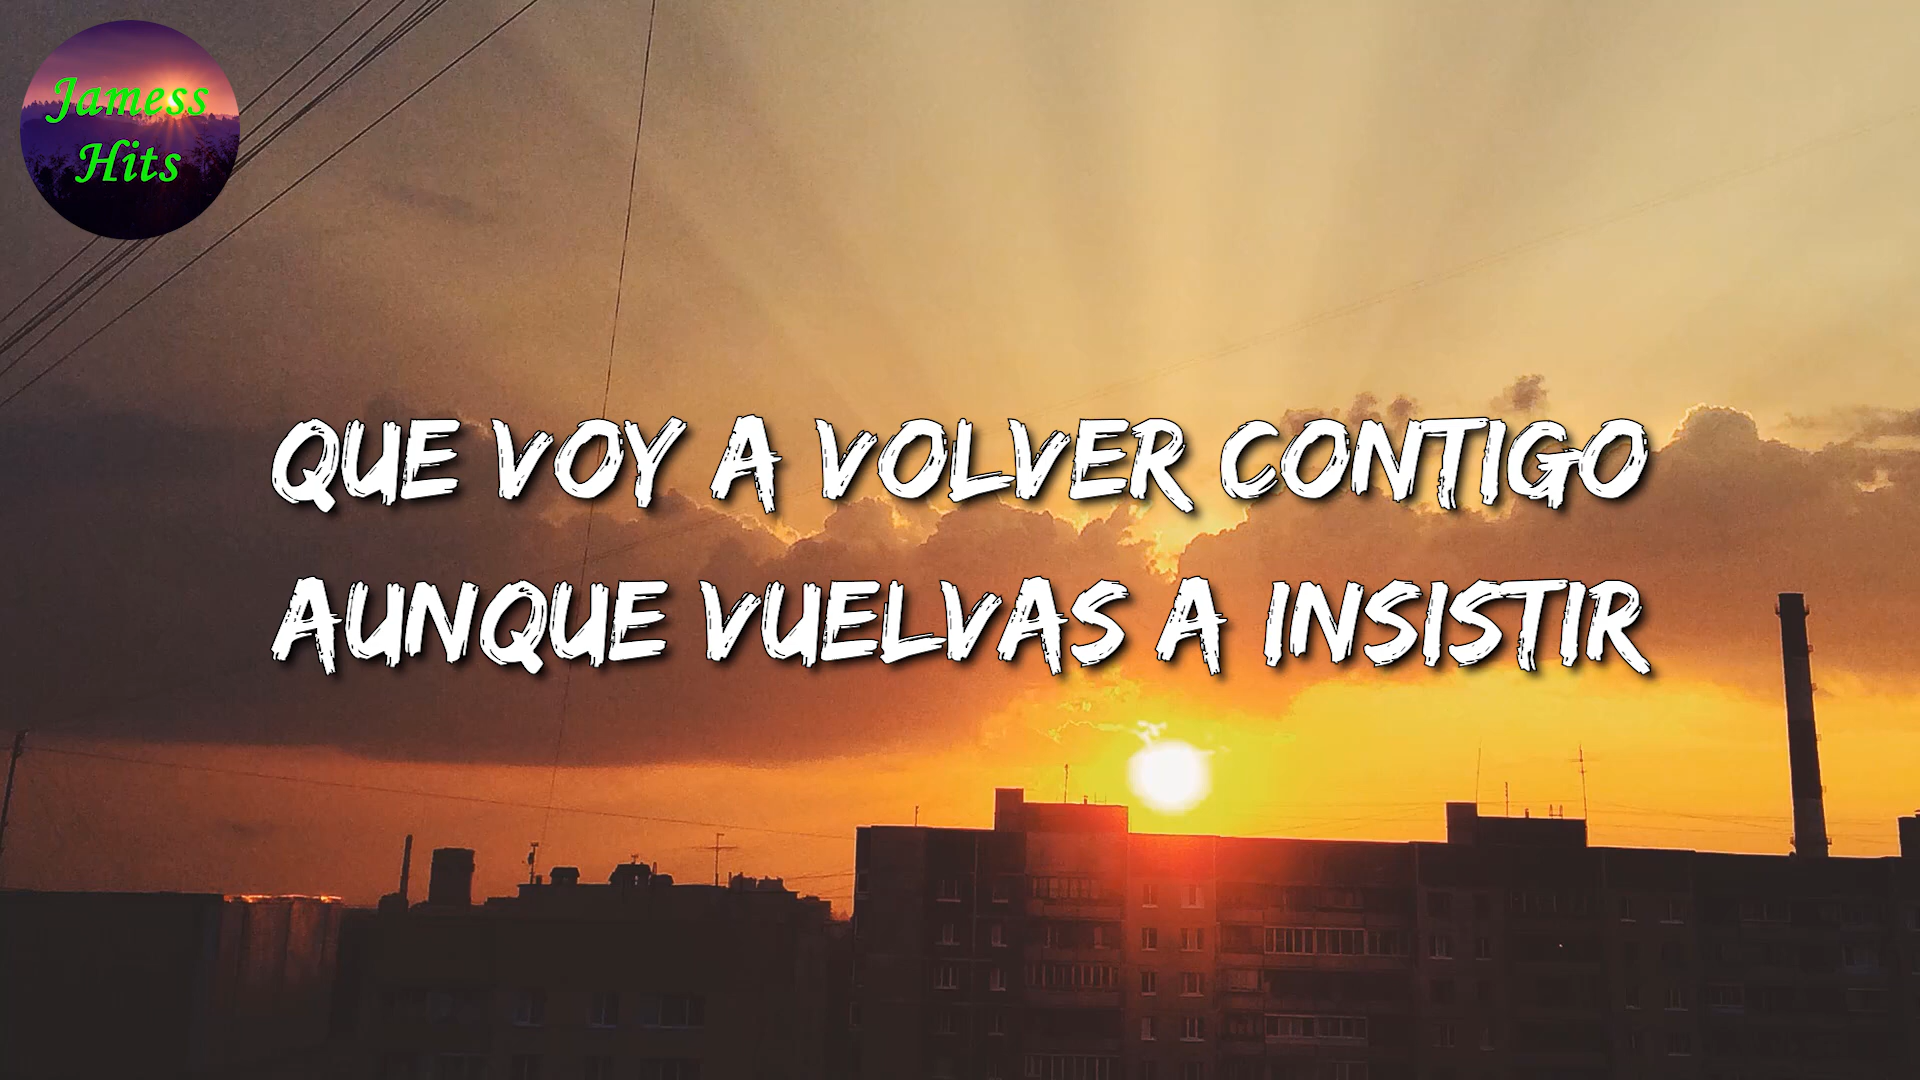 Jamess
Hits
QUE VOY A VOLVER CONTIGO
AUNQUE VUELVAS A INSISTIR